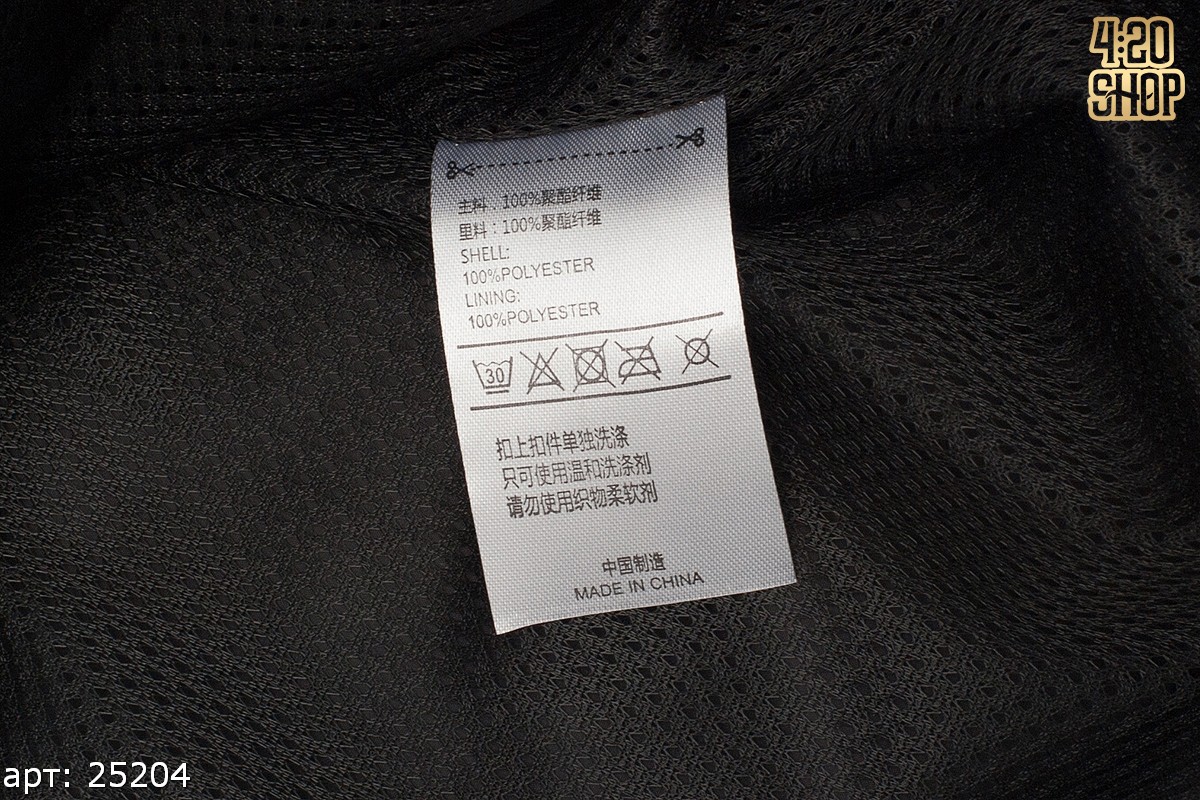 4:20
SHOP
主料：100%聚酯纤维
里料：100%聚酯纤维
SHELL:
100%POLYESTER
LINING:
100%POLYESTER
30
扣上扣件单独洗涤
只可使用温和洗涤剂
请勿使用织物柔软剂
中国制造
MADE IN CHINA
арт: 25204